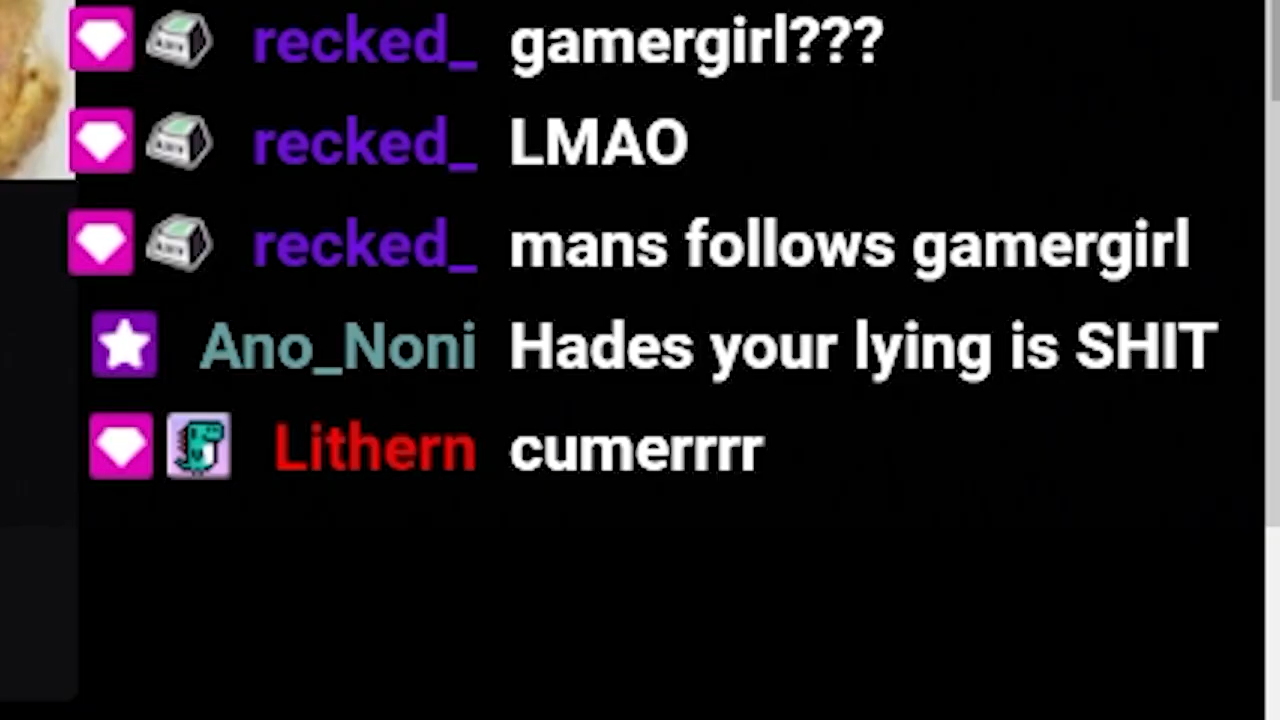 recked_ gamergirl???
recked_ LMAO
recked_ mans follows gamergirl
Ano_Noni Hades your lying is SHIT
Lithern cumerrrr